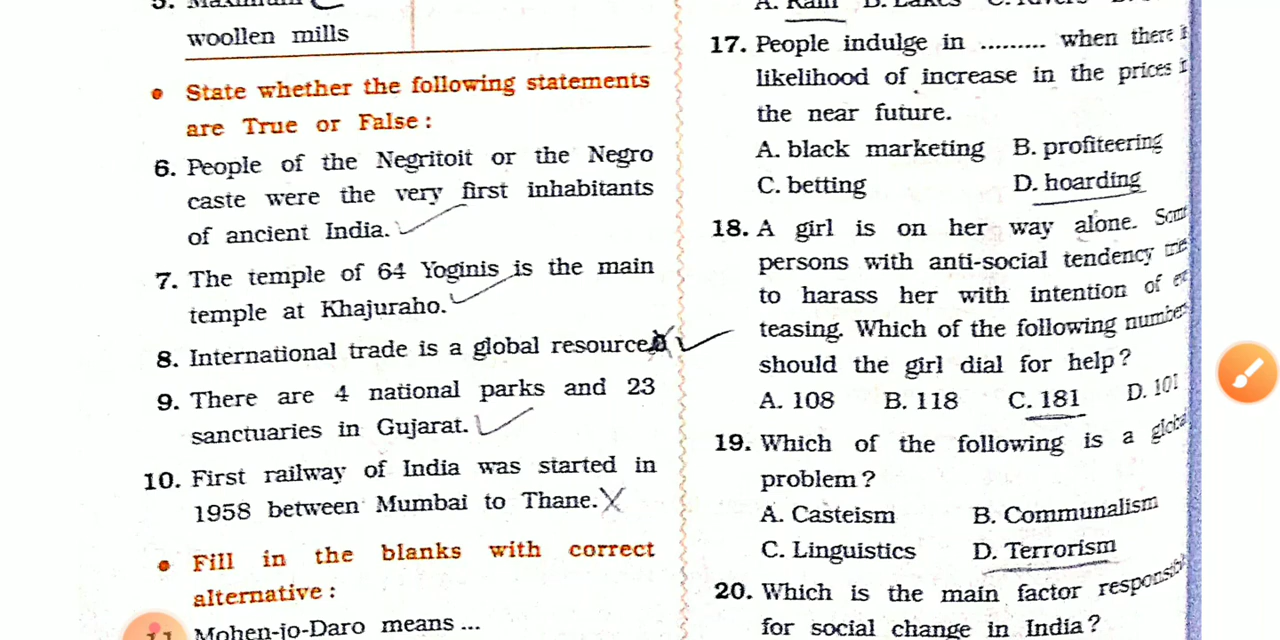 woollen mills
• State whether the following statements
are True or False :
6. People of the Negritoit or the Negro
caste were the very first inhabitants
of ancient India.
7. The temple of 64 Yoginis is the main
temple at Khajuraho.
8. International trade is a global resource
9. There are 4 national parks and 23
sanctuaries in Gujarat.
10. First railway of India was started in
1958 between Mumbai to Thane.
• Fill in the blanks with correct
alternative :
11
Mohen-jo-Daro means ...
A. Rain B. Lakes C. Rivers
17. People indulge in ......... when there
likelihood of increase in the prices
the near future.
A. black marketing B. profiteering
C. betting D. hoarding
18. A girl is on her way alone.
persons with anti-social tendency
to harass her with intention of
teasing. Which of the following number
should the girl dial for help ?
A. 108 B. 118 C. 181 D. 101
19. Which of the following is a
problem ?
A. Casteism B. Communalism
C. Linguistics D. Terrorism
20. Which is the main factor
for social change in India ?